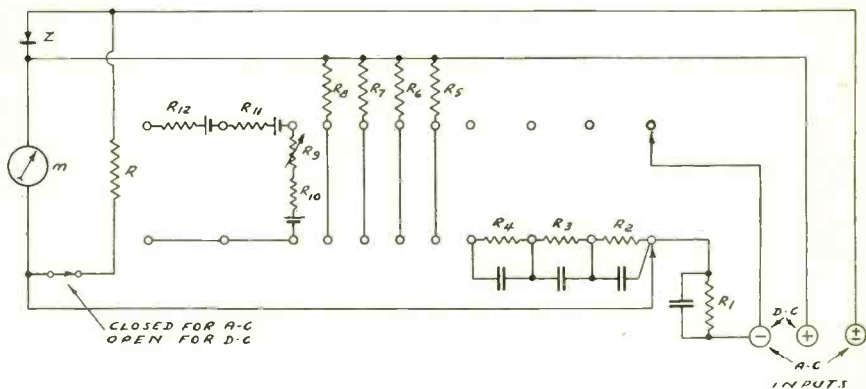 Z
R12
R11
R8
R7
R6
R5
R9
m
R
R10
R4
R3
R2
R1
D-C
CLOSED FOR A-C
OPEN FOR D-C
−
+
±
A-C
INPUTS